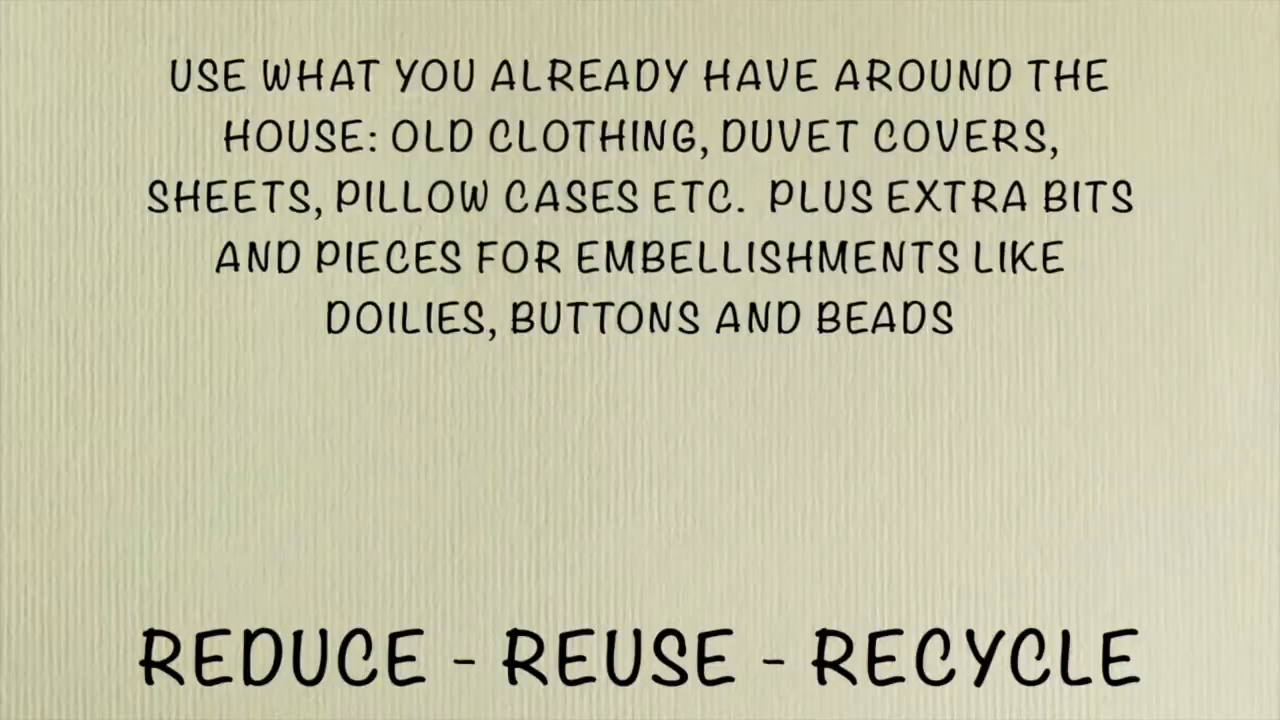 USE WHAT YOU ALREADY HAVE AROUND THE
HOUSE: OLD CLOTHING, DUVET COVERS,
SHEETS, PILLOW CASES ETC.  PLUS EXTRA BITS
AND PIECES FOR EMBELLISHMENTS LIKE
DOILIES, BUTTONS AND BEADS
REDUCE - REUSE - RECYCLE